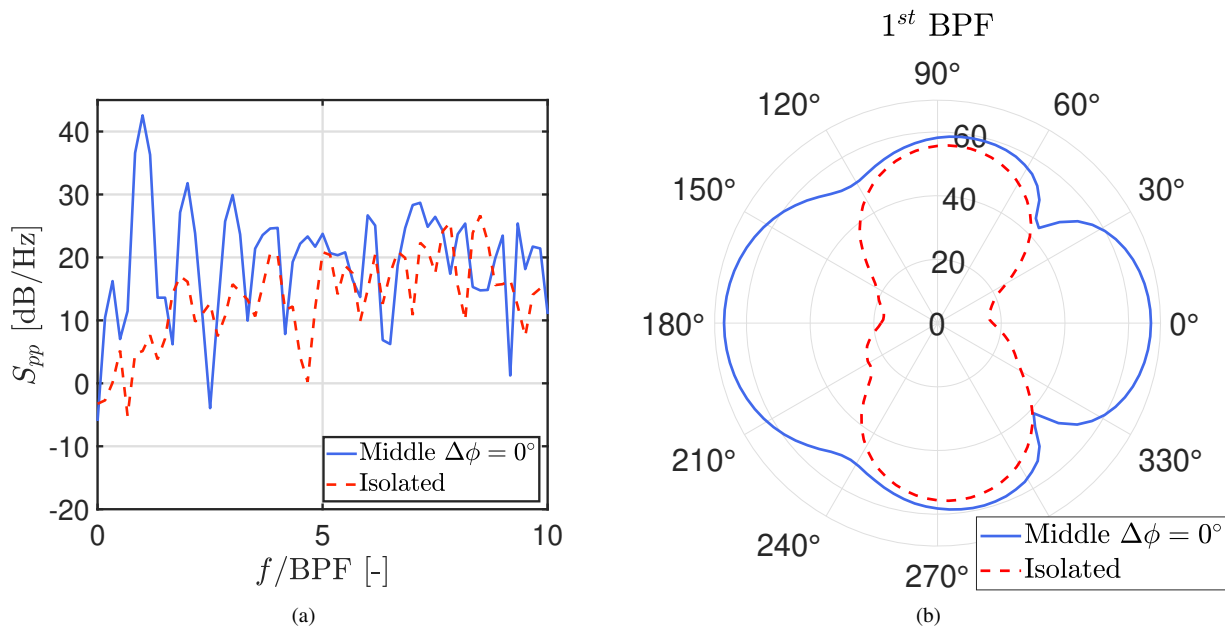 40
30
20
10
0
-10
-20
0
5
10
S_{pp} [dB/Hz]
f/BPF [-]
Middle Δϕ = 0°
Isolated
(a)
1^{st} BPF
90°
120°
60°
150°
30°
180°
0°
210°
330°
240°
270°
60
40
20
0
Middle Δϕ = 0°
Isolated
(b)